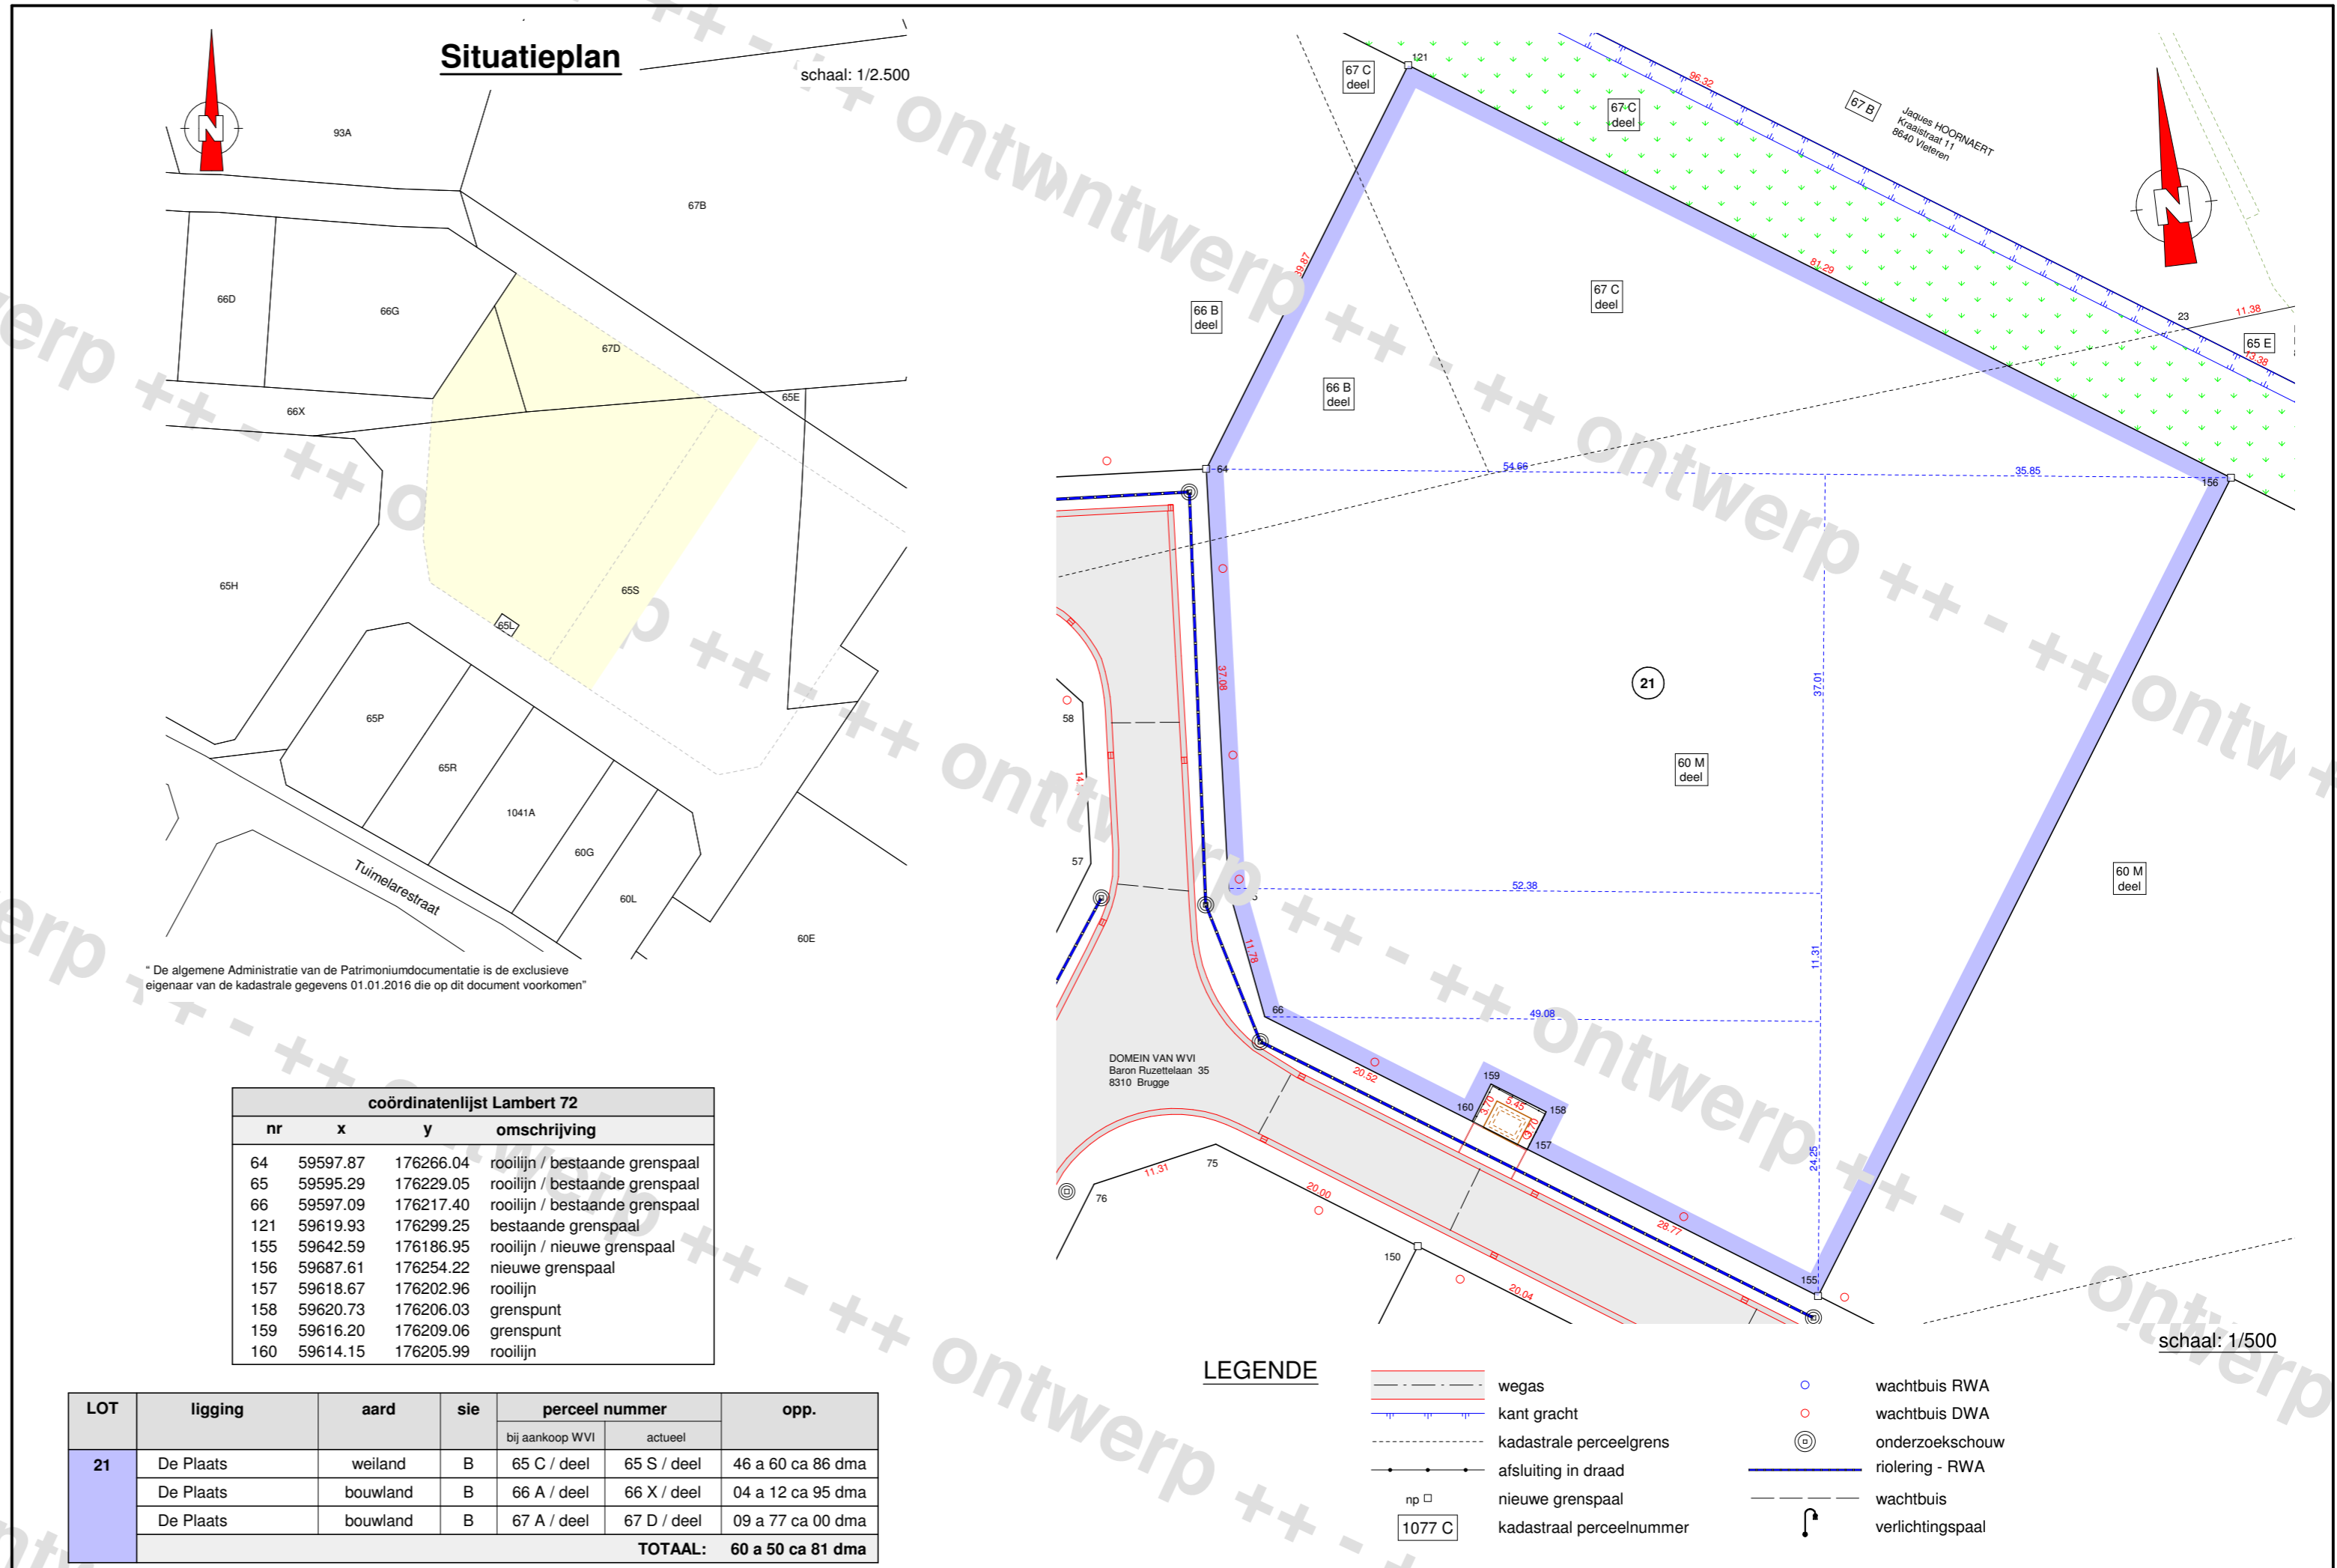 Situatieplan
schaal: 1/2.500
N
93A
67B
66D
66G
67D
66X
65E
65H
65S
65L
65P
65R
1041A
60G
60L
60E
Tuimelarestraat
" De algemene Administratie van de Patrimoniumdocumentatie is de exclusieve
eigenaar van de kadastrale gegevens 01.01.2016 die op dit document voorkomen"
coördinatenlijst Lambert 72
nr x y omschrijving
64 59597.87 176266.04 rooilijn / bestaande grenspaal
65 59595.29 176229.05 rooilijn / bestaande grenspaal
66 59597.09 176217.40 rooilijn / bestaande grenspaal
121 59619.93 176299.25 bestaande grenspaal
155 59642.59 176186.95 rooilijn / nieuwe grenspaal
156 59687.61 176254.22 nieuwe grenspaal
157 59618.67 176202.96 rooilijn
158 59620.73 176206.03 grenspunt
159 59616.20 176209.06 grenspunt
160 59614.15 176205.99 rooilijn
LOT ligging aard sie perceel nummer opp.
bij aankoop WVI actueel
21 De Plaats weiland B 65 C / deel 65 S / deel 46 a 60 ca 86 dma
De Plaats bouwland B 66 A / deel 66 X / deel 04 a 12 ca 95 dma
De Plaats bouwland B 67 A / deel 67 D / deel 09 a 77 ca 00 dma
TOTAAL: 60 a 50 ca 81 dma
67 C
deel
121
67 C
deel
96.32
67 B
Jaques HOORNAERT
Kraaistraat 11
8640 Vleteren
N
66 B
deel
67 C
deel
81.29
23
11.38
65 E
13.38
66 B
deel
64
54.66
35.85
156
37.08
21
37.01
58
60 M
deel
57
52.38
60 M
deel
11.78
11.31
66
49.08
DOMEIN VAN WVI
Baron Ruzettelaan 35
8310 Brugge
20.52
159
160
3.70
5.45
158
157
24.25
11.31
75
76
20.00
28.77
150
155
20.04
schaal: 1/500
LEGENDE
wegas
kant gracht
kadastrale perceelgrens
afsluiting in draad
np nieuwe grenspaal
1077 C kadastraal perceelnummer
wachtbuis RWA
wachtbuis DWA
onderzoekschouw
riolering - RWA
wachtbuis
verlichtingspaal
++ - ++ ontwerp ++ - ++ ontwerp ++ - ++ ontwerp